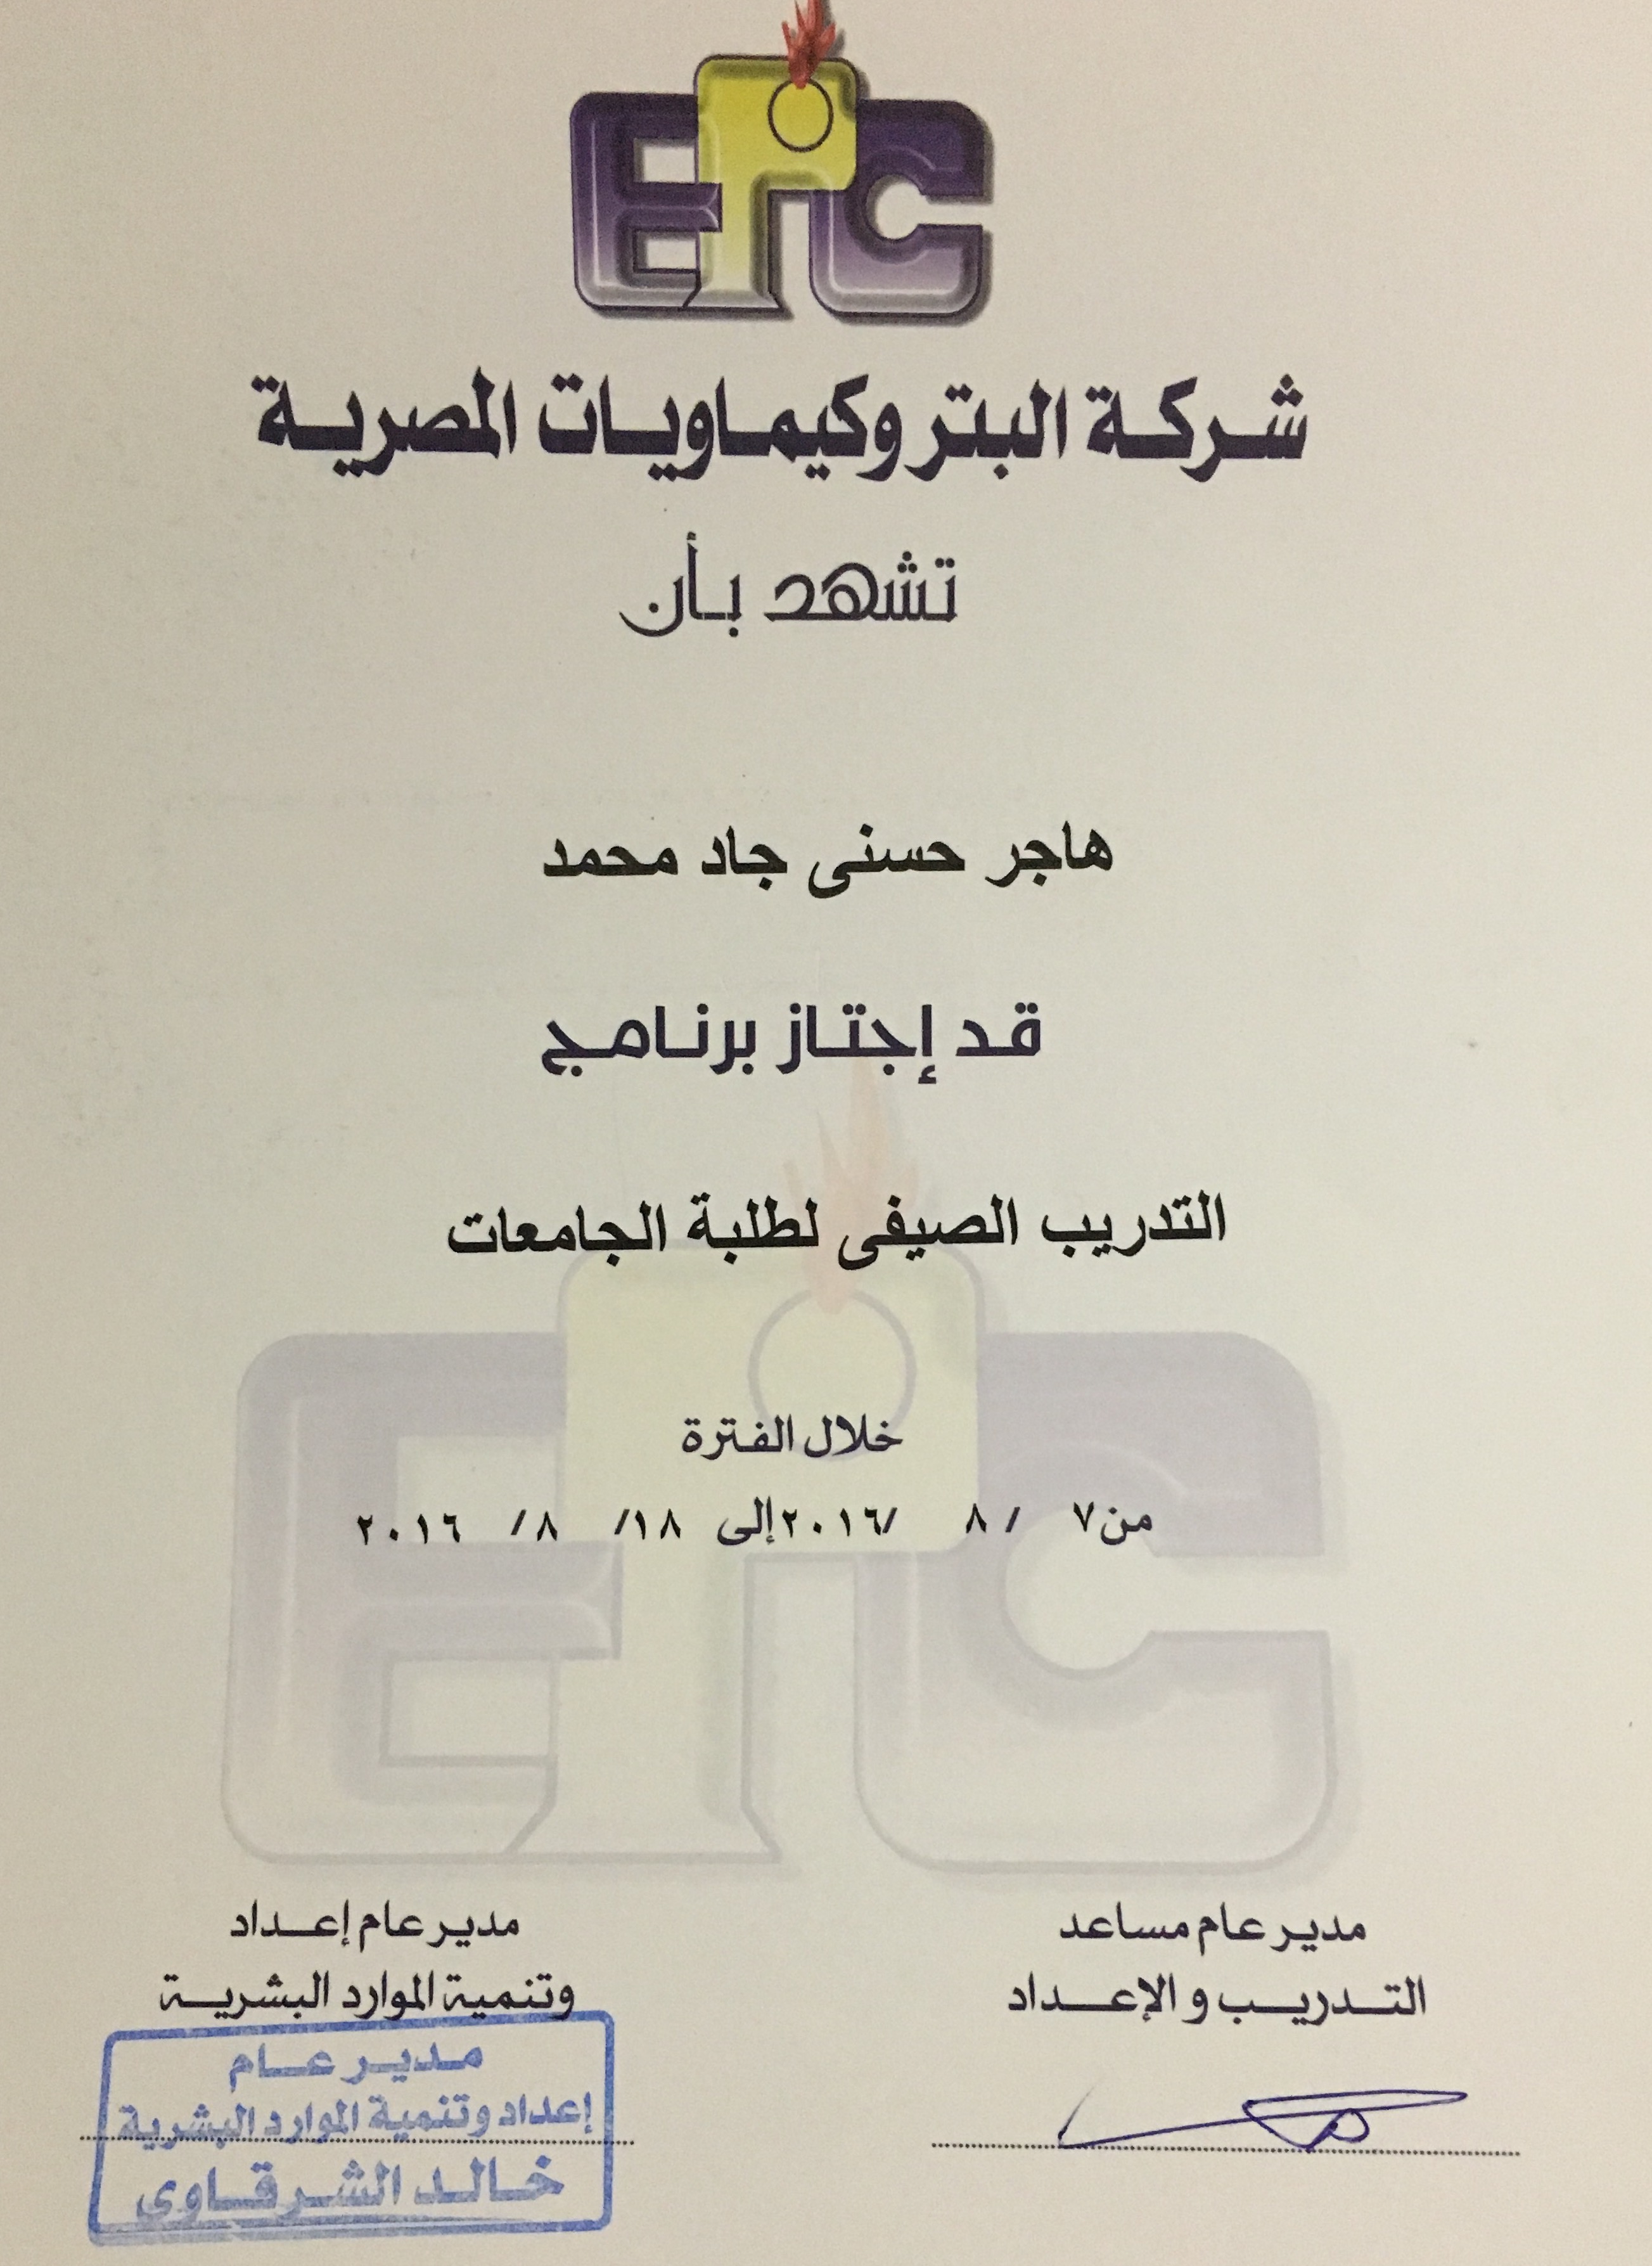 EPC
شركة البتروكيماويات المصرية
تشهد بأن
هاجر حسنى جاد محمد
قد إجتاز برنامج
التدريب الصيفى لطلبة الجامعات
خلال الفترة
من ٧ / ٨ /٢٠١٦ إلى ١٨/ ٨/ ٢٠١٦
مدير عام مساعد
التدريب و الإعداد
مدير عام إعداد
وتنمية الموارد البشرية
مدير عام
إعداد وتنمية الموارد البشرية
خالد الشرقاوى